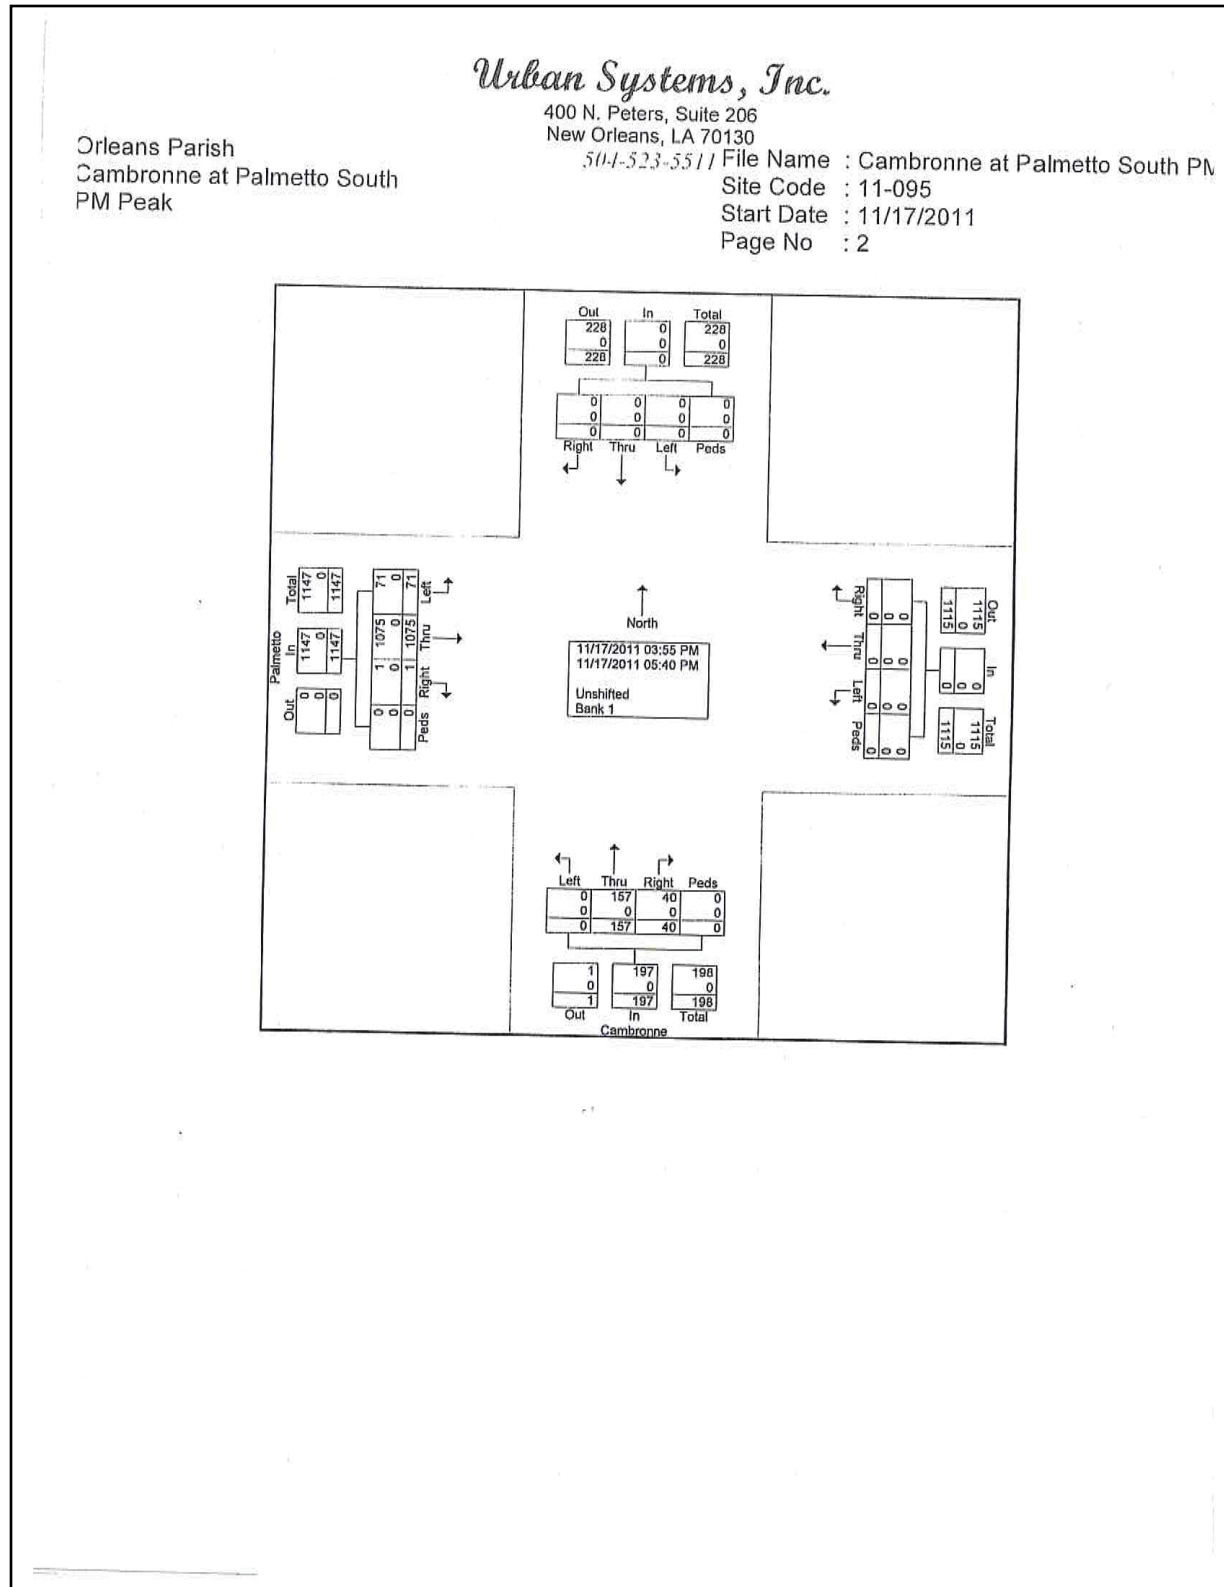 Urban Systems, Inc.
400 N. Peters, Suite 206
New Orleans, LA 70130
504-523-5511
Orleans Parish
Cambronne at Palmetto South
PM Peak
File Name : Cambronne at Palmetto South PM
Site Code : 11-095
Start Date : 11/17/2011
Page No : 2
Out In Total
228 0 228
0 0 0
228 0 228
0 0 0 0
0 0 0 0
0 0 0 0
Right Thru Left Peds
Palmetto
Total In Out
1147 1147 0
0 0 0
1147 1147 0
71 1075 1 0
0 0 0 0
71 1075 1 0
Left Thru Right Peds
North
11/17/2011 03:55 PM
11/17/2011 05:40 PM
Unshifted
Bank 1
Right Thru Left Peds
0 0 0 0
0 0 0 0
0 0 0 0
Out In Total
1115 0 1115
0 0 0
1115 0 1115
Left Thru Right Peds
0 157 40 0
0 0 0 0
0 157 40 0
1 197 198
0 0 0
1 197 198
Out In Total
Cambronne